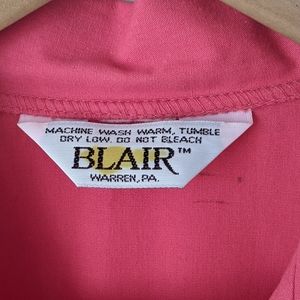 MACHINE WASH WARM, TUMBLE
DRY LOW. DO NOT BLEACH
BLAIR™
WARREN, PA.